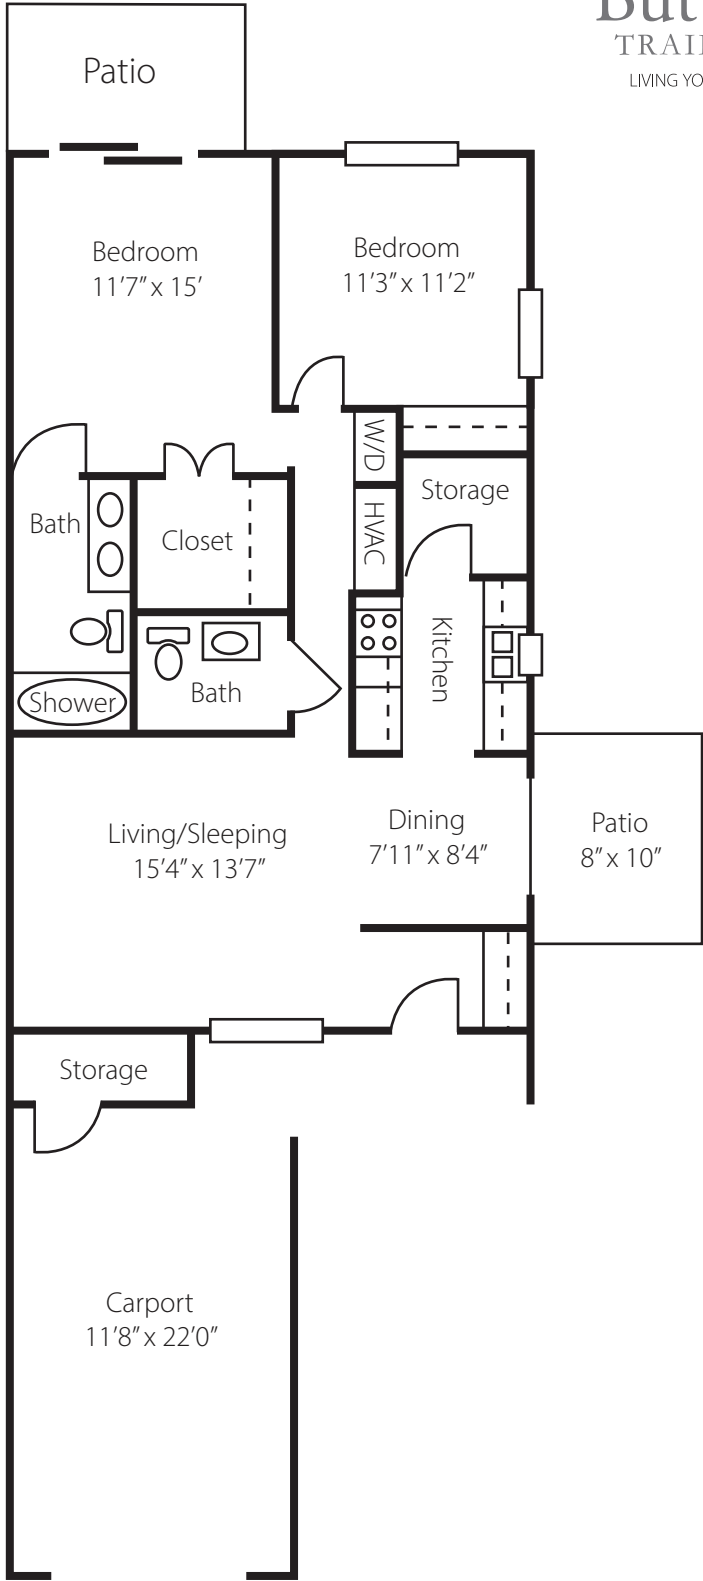 But
TRAI
LIVING YO
Patio
Bedroom
11'7" x 15'
Bedroom
11'3" x 11'2"
W/D
Storage
HVAC
Bath
Closet
Kitchen
Bath
Shower
Living/Sleeping
15'4" x 13'7"
Dining
7'11" x 8'4"
Patio
8" x 10"
Storage
Carport
11'8" x 22'0"